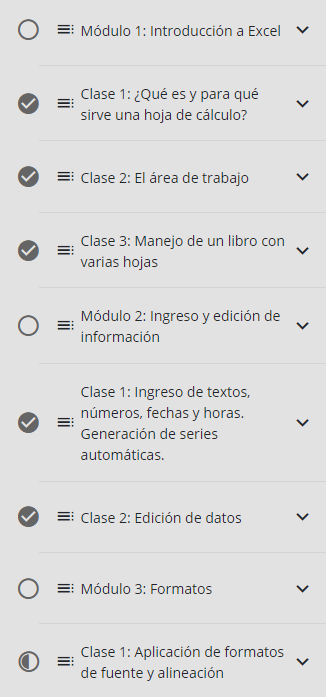 Módulo 1: Introducción a Excel
Clase 1: ¿Qué es y para qué
sirve una hoja de cálculo?
Clase 2: El área de trabajo
Clase 3: Manejo de un libro con
varias hojas
Módulo 2: Ingreso y edición de
información
Clase 1: Ingreso de textos,
números, fechas y horas.
Generación de series
automáticas.
Clase 2: Edición de datos
Módulo 3: Formatos
Clase 1: Aplicación de formatos
de fuente y alineación